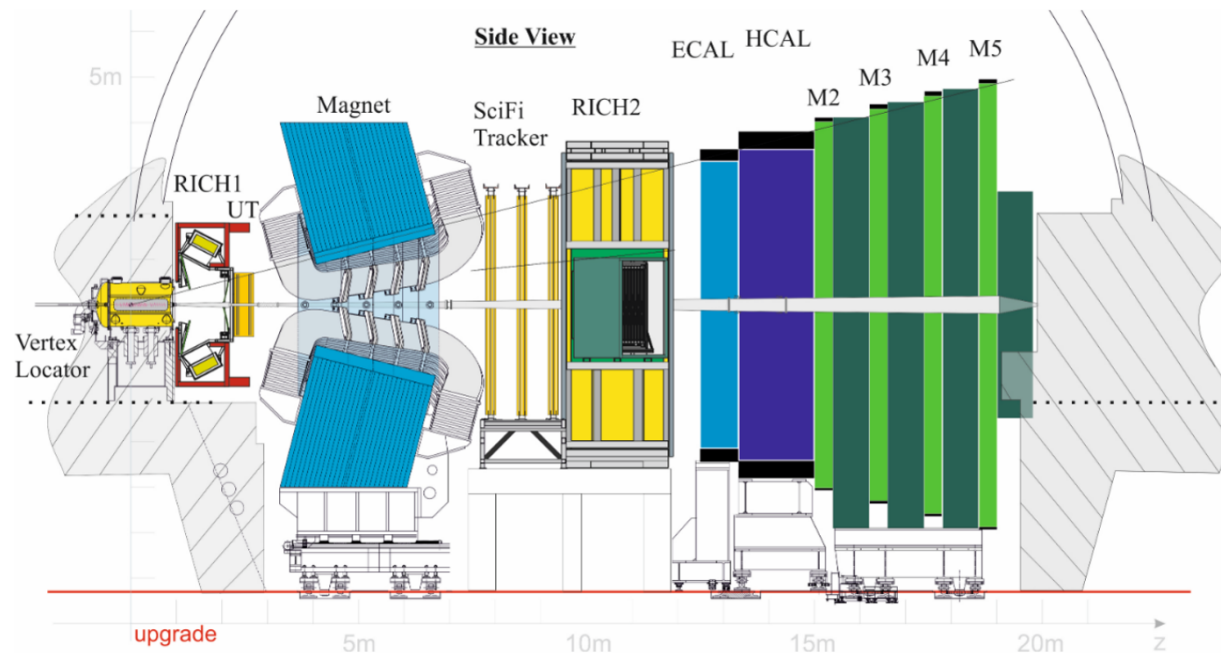 Side View
ECAL
HCAL
M5
M4
M3
M2
5m
Magnet
SciFi
Tracker
RICH2
RICH1
UT
Vertex
Locator
upgrade
5m
10m
15m
20m
z